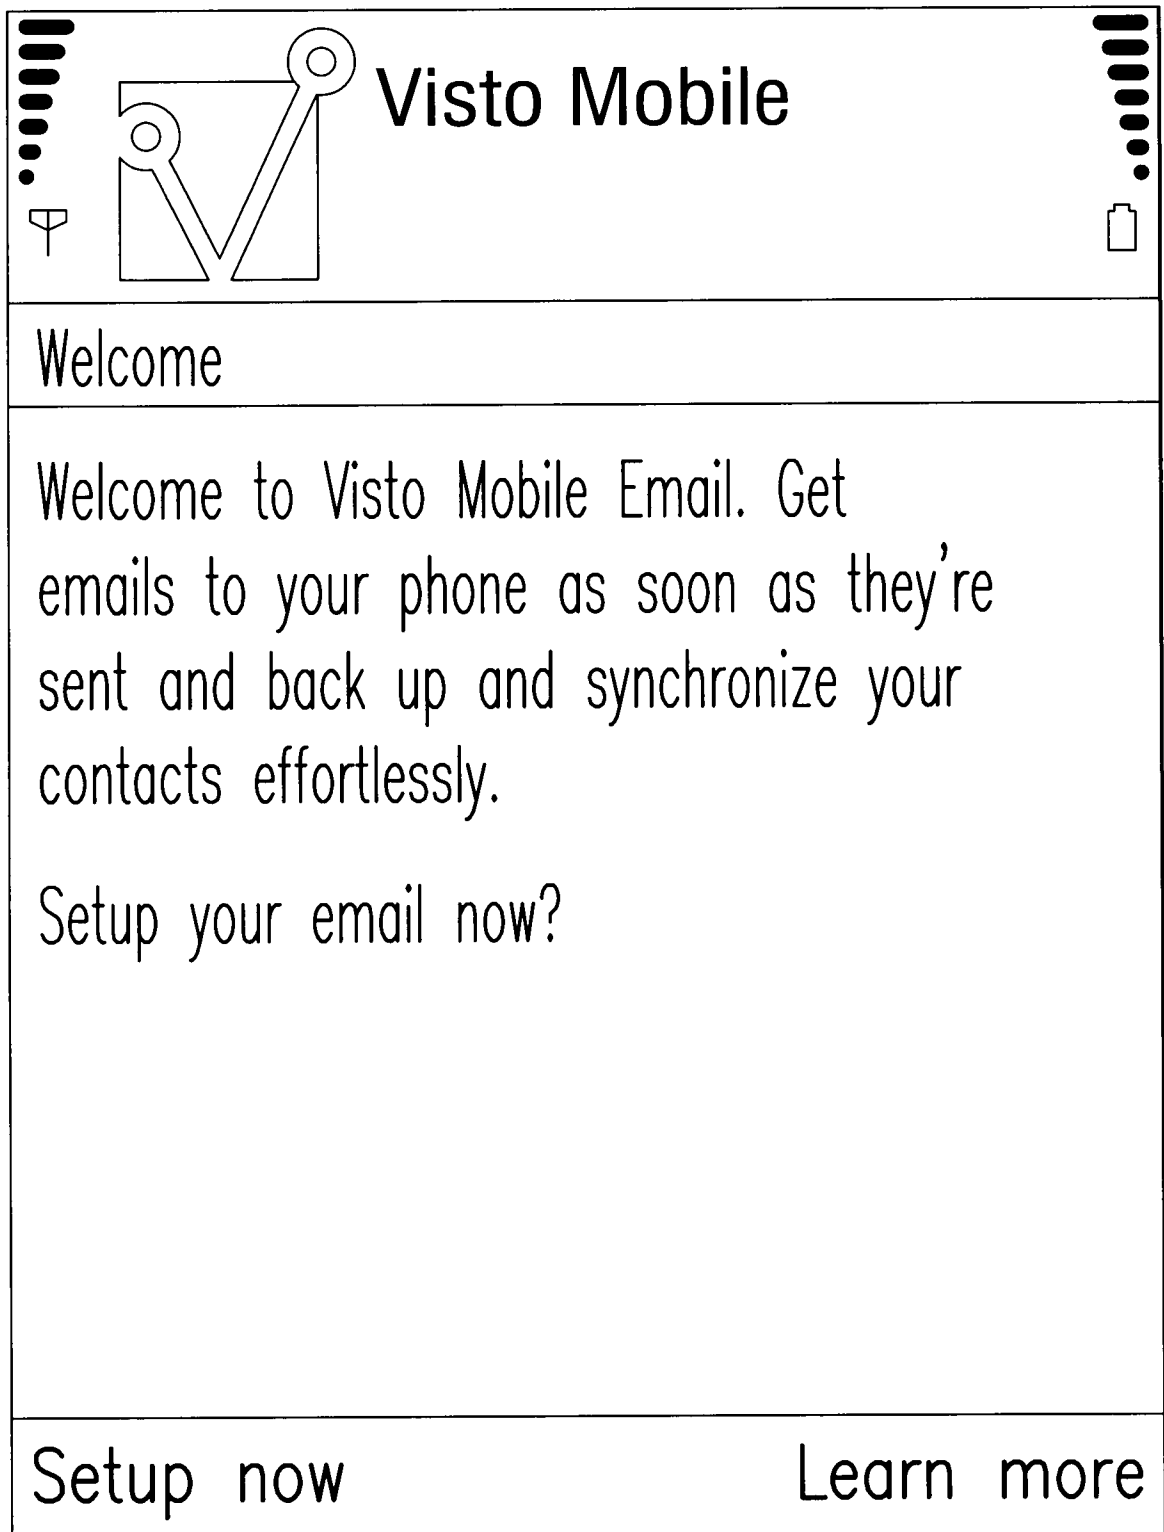 Visto Mobile
Welcome
Welcome to Visto Mobile Email. Get
emails to your phone as soon as they're
sent and back up and synchronize your
contacts effortlessly.
Setup your email now?
Setup now
Learn more